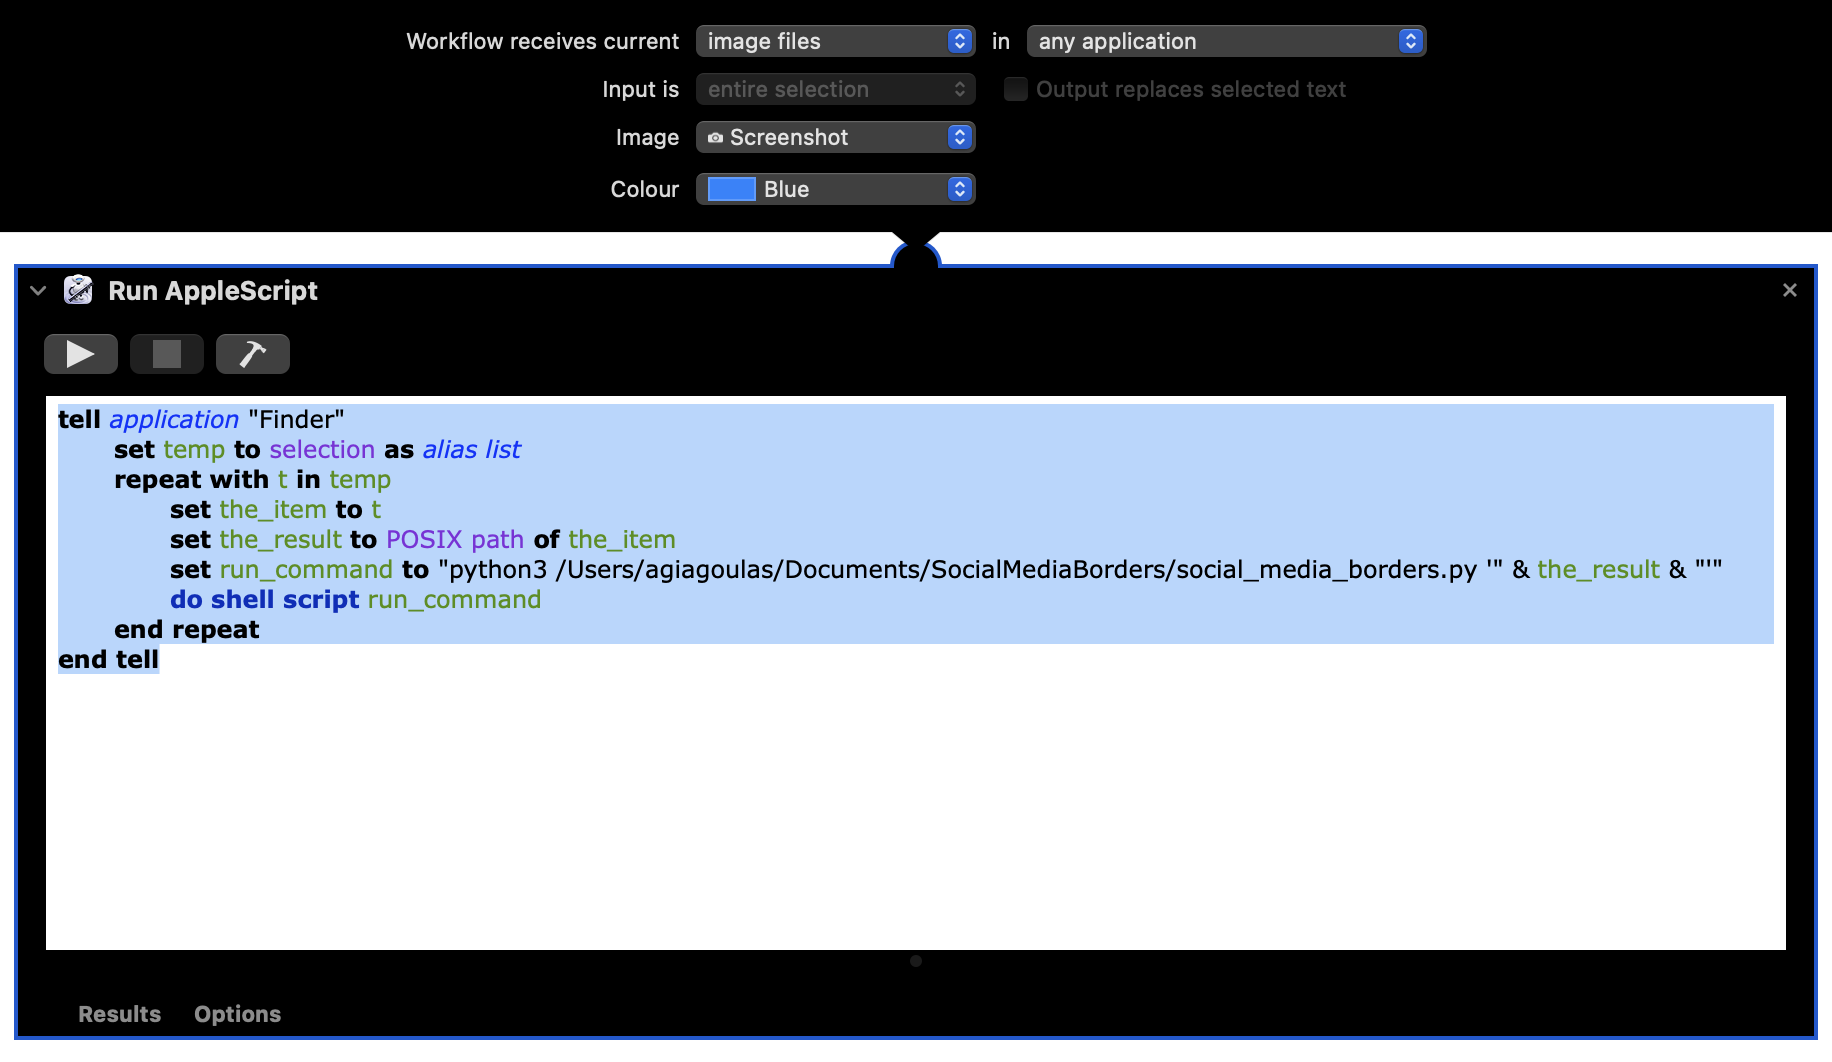 Workflow receives current image files in any application
Input is entire selection Output replaces selected text
Image Screenshot
Colour Blue
Run AppleScript
tell application "Finder"
set temp to selection as alias list
repeat with t in temp
set the_item to t
set the_result to POSIX path of the_item
set run_command to "python3 /Users/agiagoulas/Documents/SocialMediaBorders/social_media_borders.py '" & the_result & "'"
do shell script run_command
end repeat
end tell
Results Options